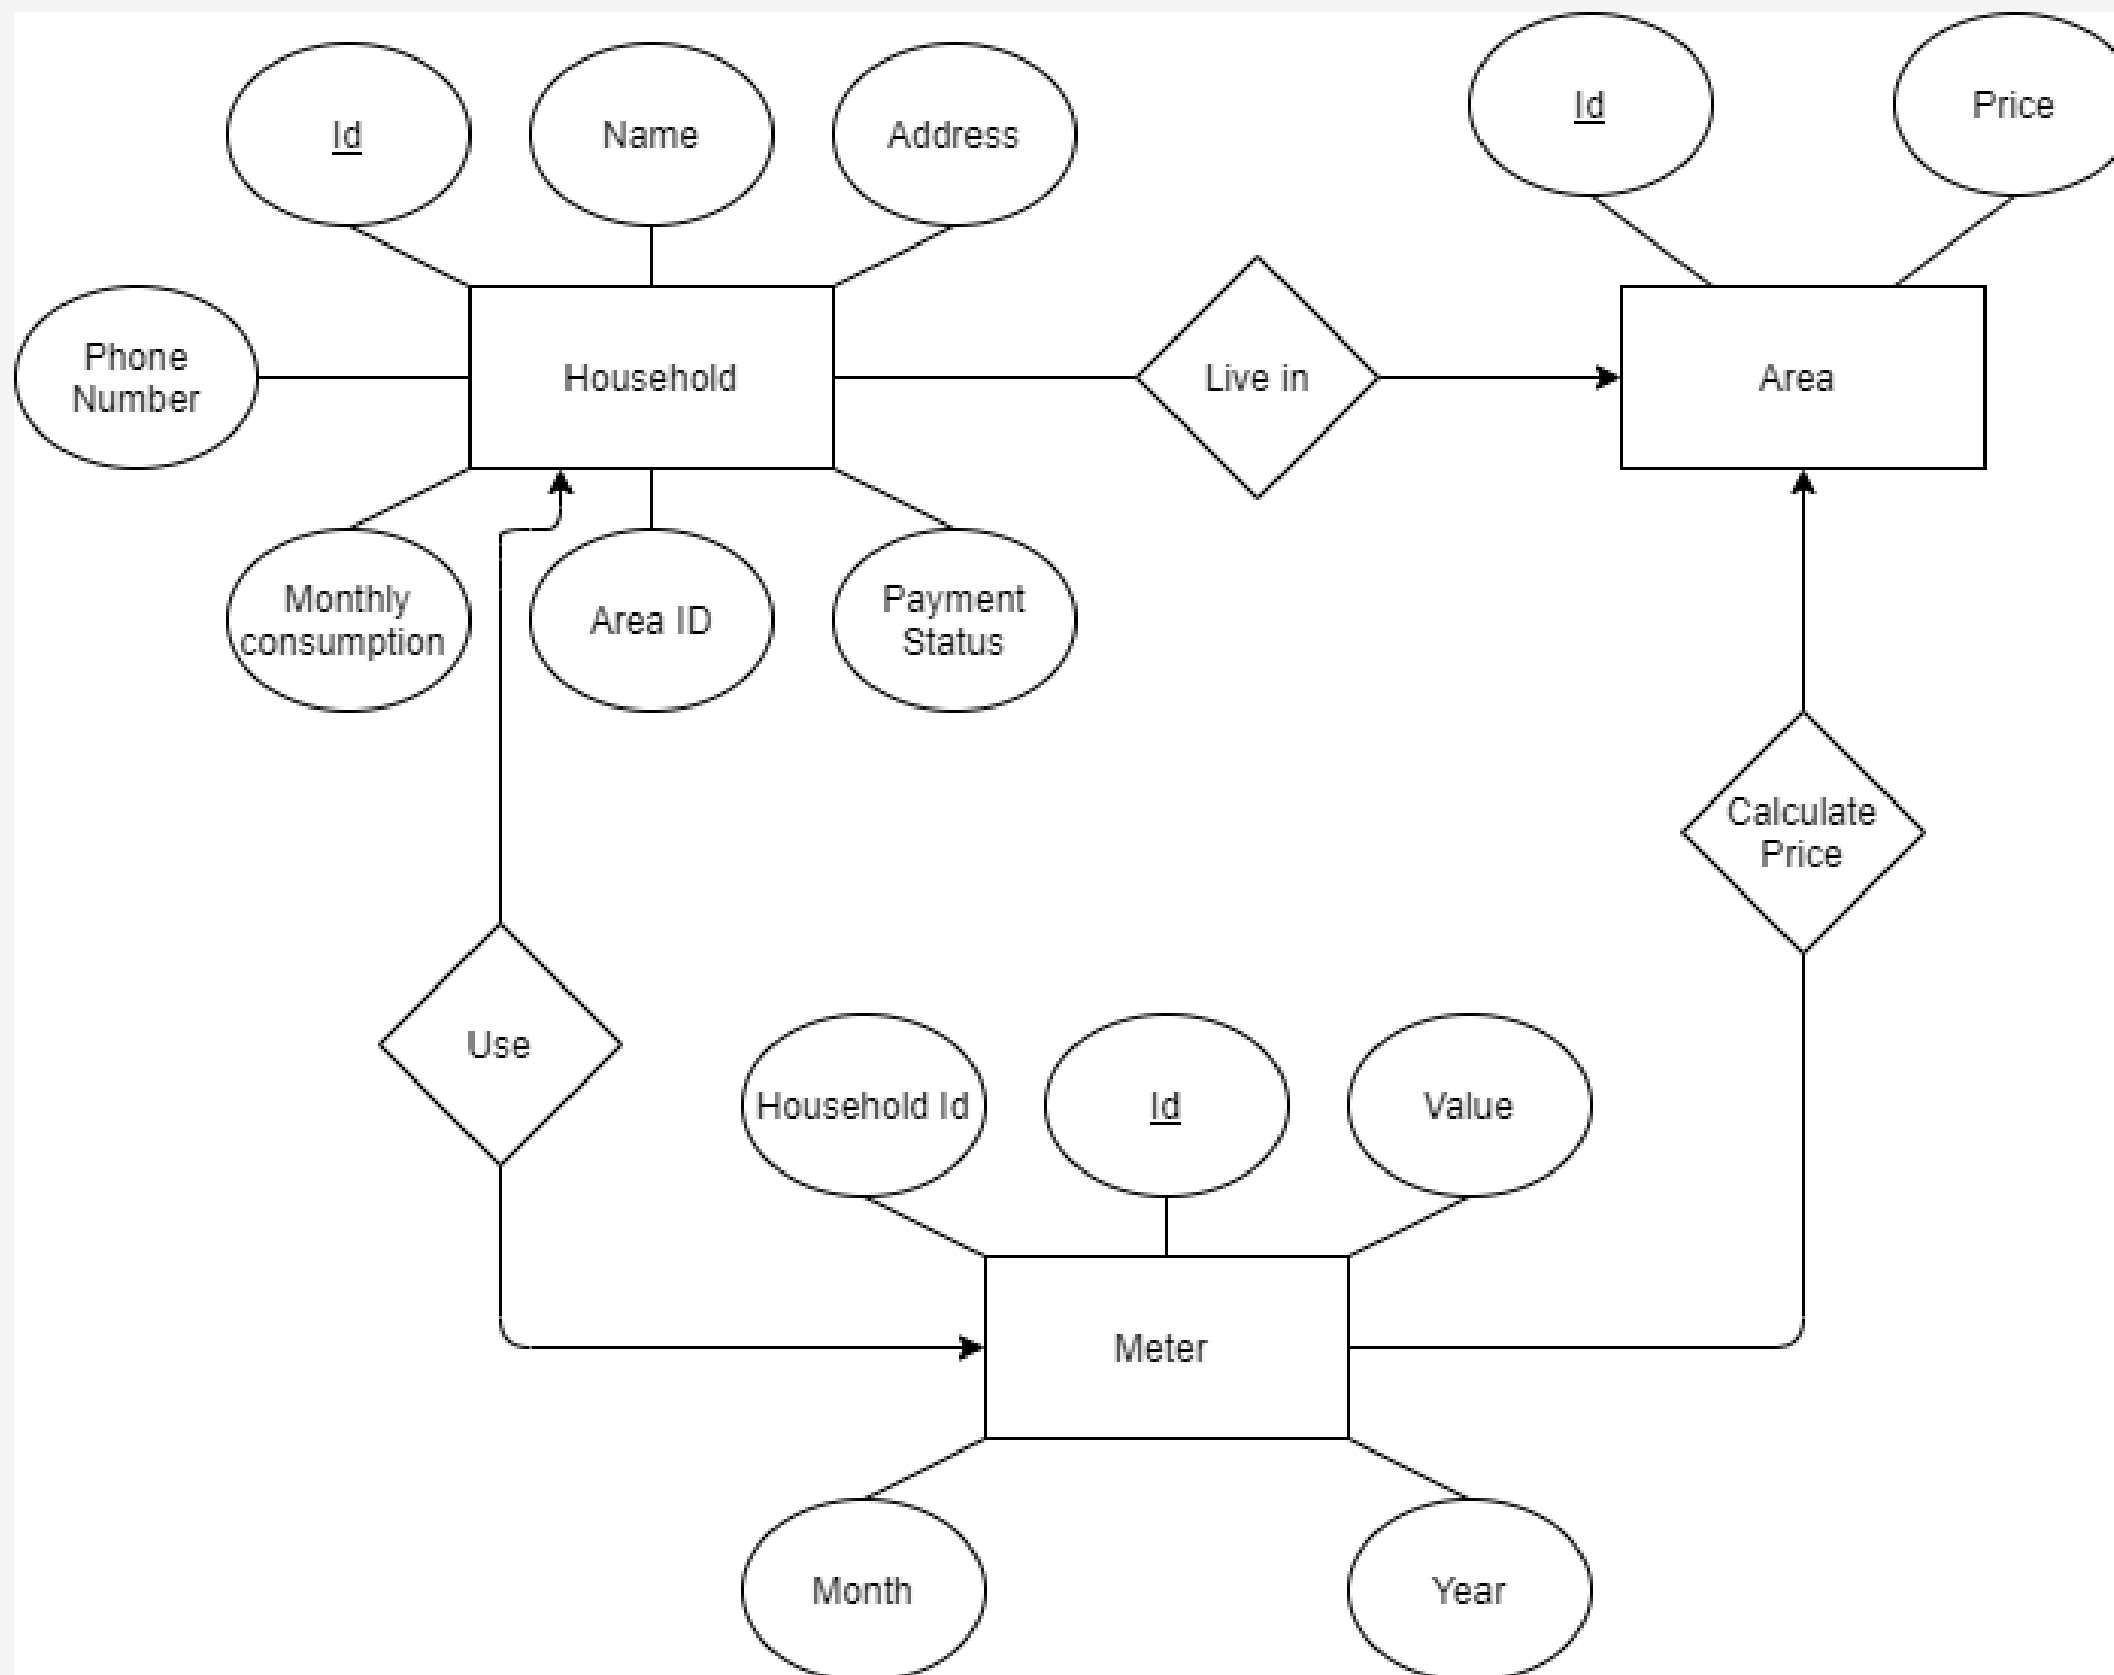 Id
Name
Address
Id
Price
Phone
Number
Household
Live in
Area
Monthly
consumption
Area ID
Payment
Status
Calculate
Price
Use
Household Id
Id
Value
Meter
Month
Year